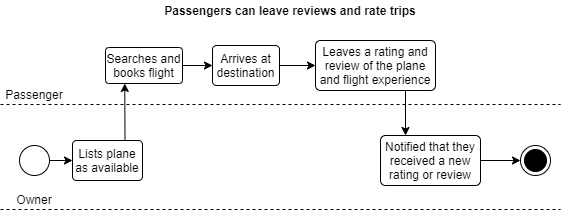 Passengers can leave reviews and rate trips
Searches and
books flight
Arrives at
destination
Leaves a rating and
review of the plane
and flight experience
Passenger
Lists plane
as available
Notified that they
received a new
rating or review
Owner